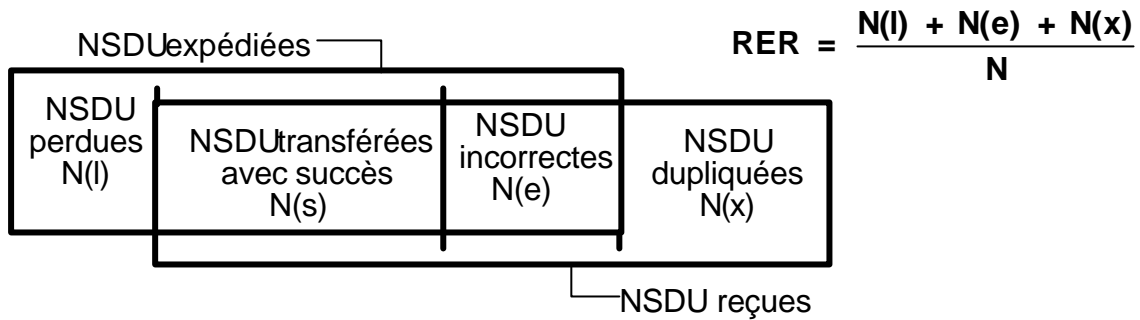 NSDUexpédiées
RER = N(l) + N(e) + N(x)
N
NSDU
perdues
N(l)
NSDUtransférées
avec succès
N(s)
NSDU
incorrectes
N(e)
NSDU
dupliquées
N(x)
NSDU reçues